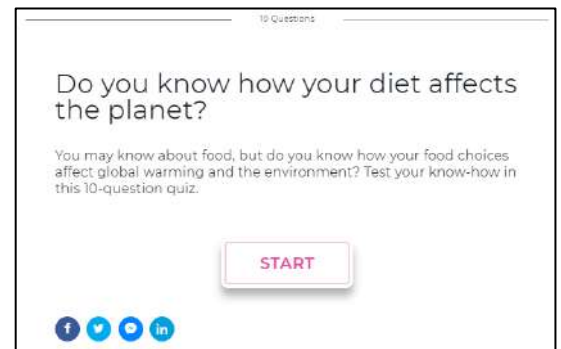 10 Questions
Do you know how your diet affects
the planet?
You may know about food, but do you know how your food choices
affect global warming and the environment? Test your know-how in
this 10-question quiz.
START
f in